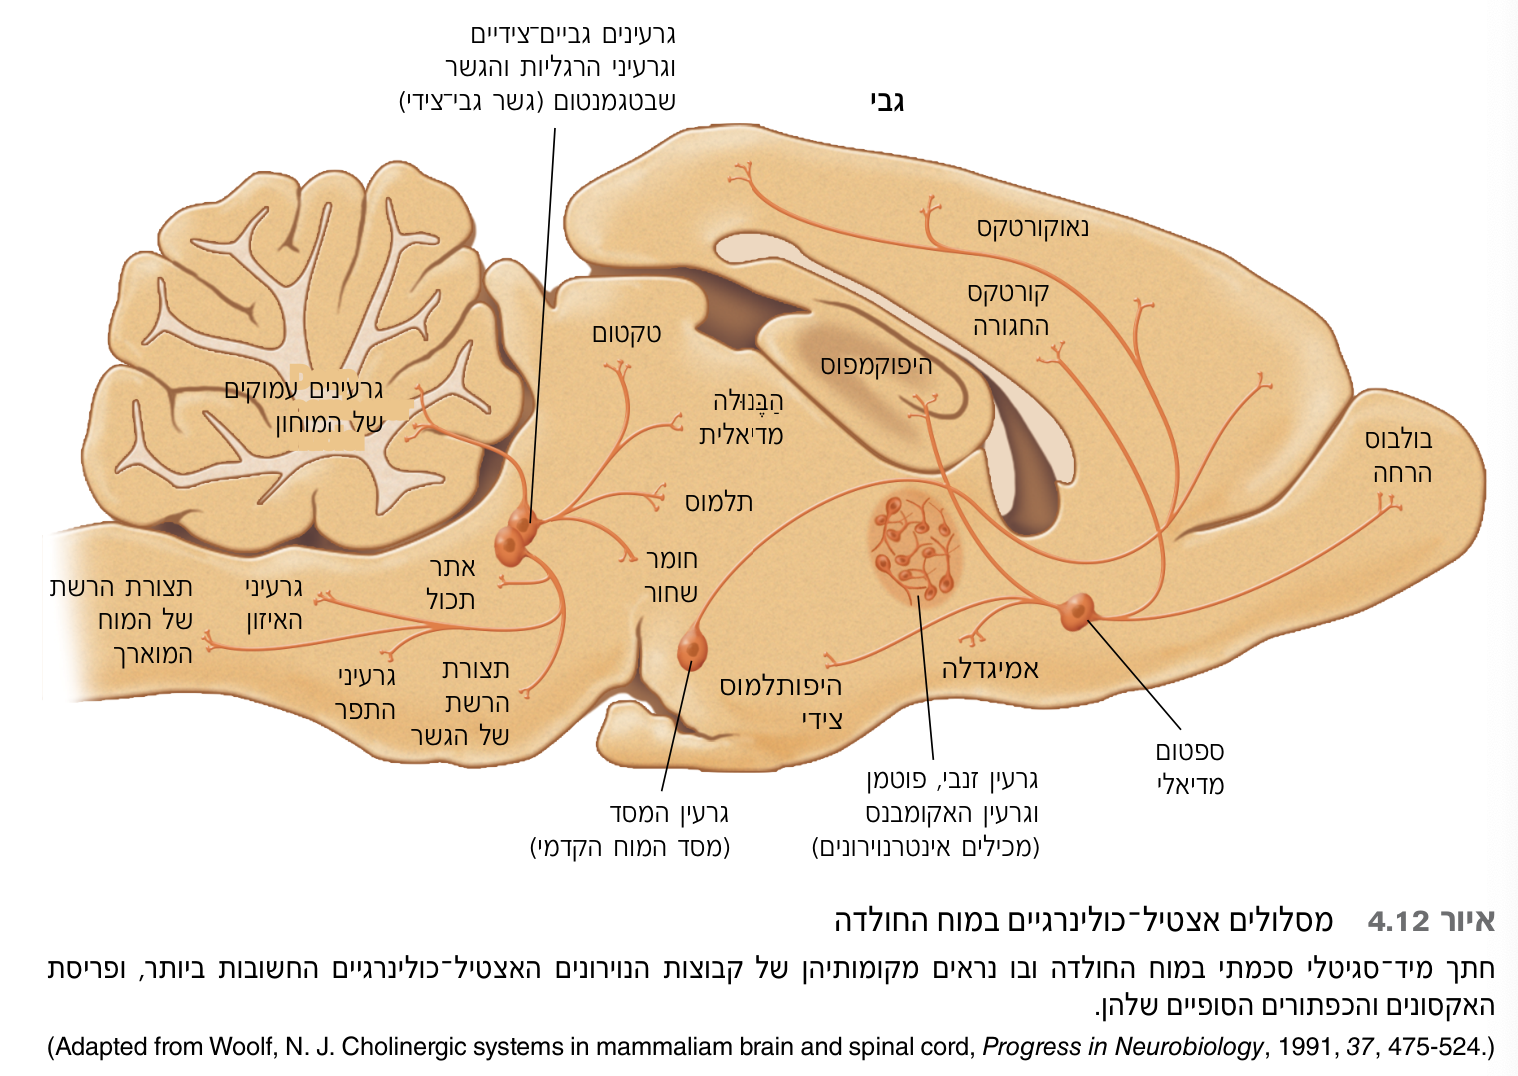 גרעינים גביים־צידיים
וגרעיני הרגליות והגשר
שבטגמנטום (גשר גבי־צידי)
גבי
נאוקורטקס
קורטקס
החגורה
היפוקמפוס
טקטום
הַבֶּנוּלה
מדיאלית
גרעינים עמוקים
של המוחון
בולבוס
הרחה
תלמוס
חומר
שחור
אתר
תכול
גרעיני
האיזון
תצורת הרשת
של המוח
המוארך
גרעיני
התפר
תצורת
הרשת
של הגשר
היפותלמוס
צידי
אמיגדלה
ספטום
מדיאלי
גרעין זנבי, פוטמן
וגרעין האקומבנס
(מכילים אינטרנוירונים)
גרעין המסד
(מסד המוח הקדמי)
איור 4.12 מסלולים אצטיל־כולינרגיים במוח החולדה
חתך מיד־סגיטלי סכמתי במוח החולדה ובו נראים מקומותיהן של קבוצות הנוירונים האצטיל־כולינרגיים החשובות ביותר, ופריסת
האקסונים והכפתורים הסופיים שלהן.
(Adapted from Woolf, N. J. Cholinergic systems in mammaliam brain and spinal cord, Progress in Neurobiology, 1991, 37, 475-524.)